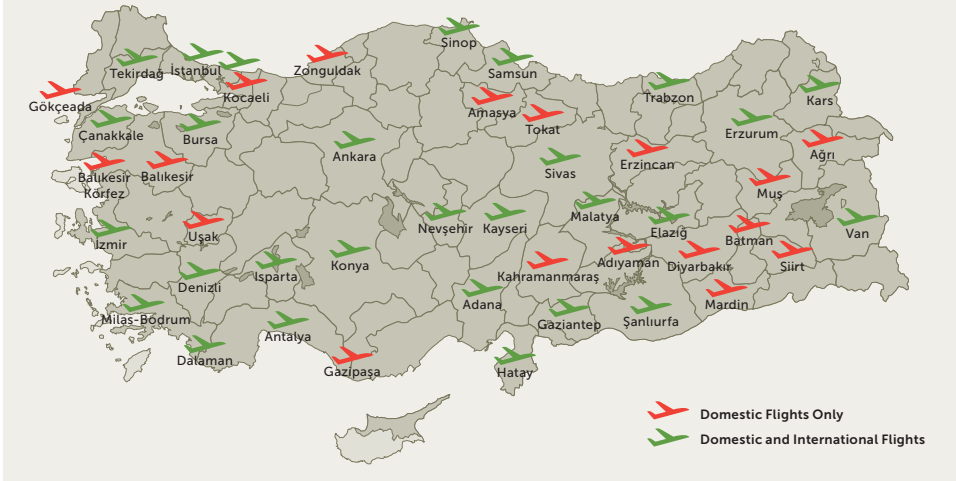 Sinop
Tekirdağ
İstanbul
Zonguldak
Samsun
Gökçeada
Kocaeli
Amasya
Trabzon
Kars
Çanakkale
Bursa
Tokat
Erzurum
Ankara
Ağrı
Balıkesir
Körfez
Balıkesir
Sivas
Erzincan
Muş
İzmir
Uşak
Nevşehir
Kayseri
Malatya
Elazığ
Batman
Van
Denizli
Isparta
Konya
Kahramanmaraş
Adıyaman
Diyarbakır
Siirt
Milas-Bodrum
Antalya
Adana
Gaziantep
Şanlıurfa
Mardin
Dalaman
Gazipaşa
Hatay
Domestic Flights Only
Domestic and International Flights